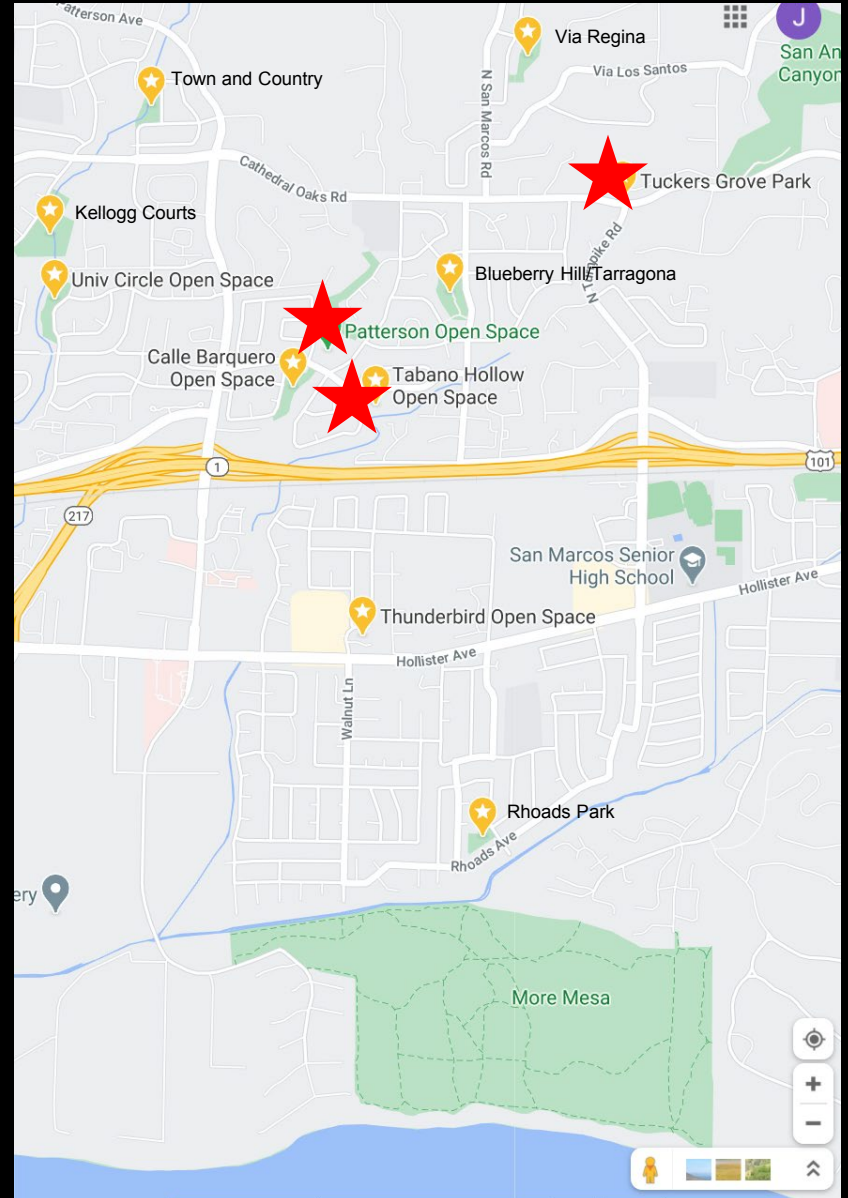 Patterson Ave
J
Via Regina
San An
Canyon
Town and Country
Via Los Santos
N San Marcos Rd
Cathedral Oaks Rd
Tuckers Grove Park
Kellogg Courts
N Turnpike Rd
Blueberry Hill/Tarragona
Univ Circle Open Space
Patterson Open Space
Calle Barquero
Open Space
Tabano Hollow
Open Space
1
101
217
San Marcos Senior
High School
Hollister Ave
Thunderbird Open Space
Hollister Ave
Walnut Ln
Rhoads Park
Rhoads Ave
ery
More Mesa